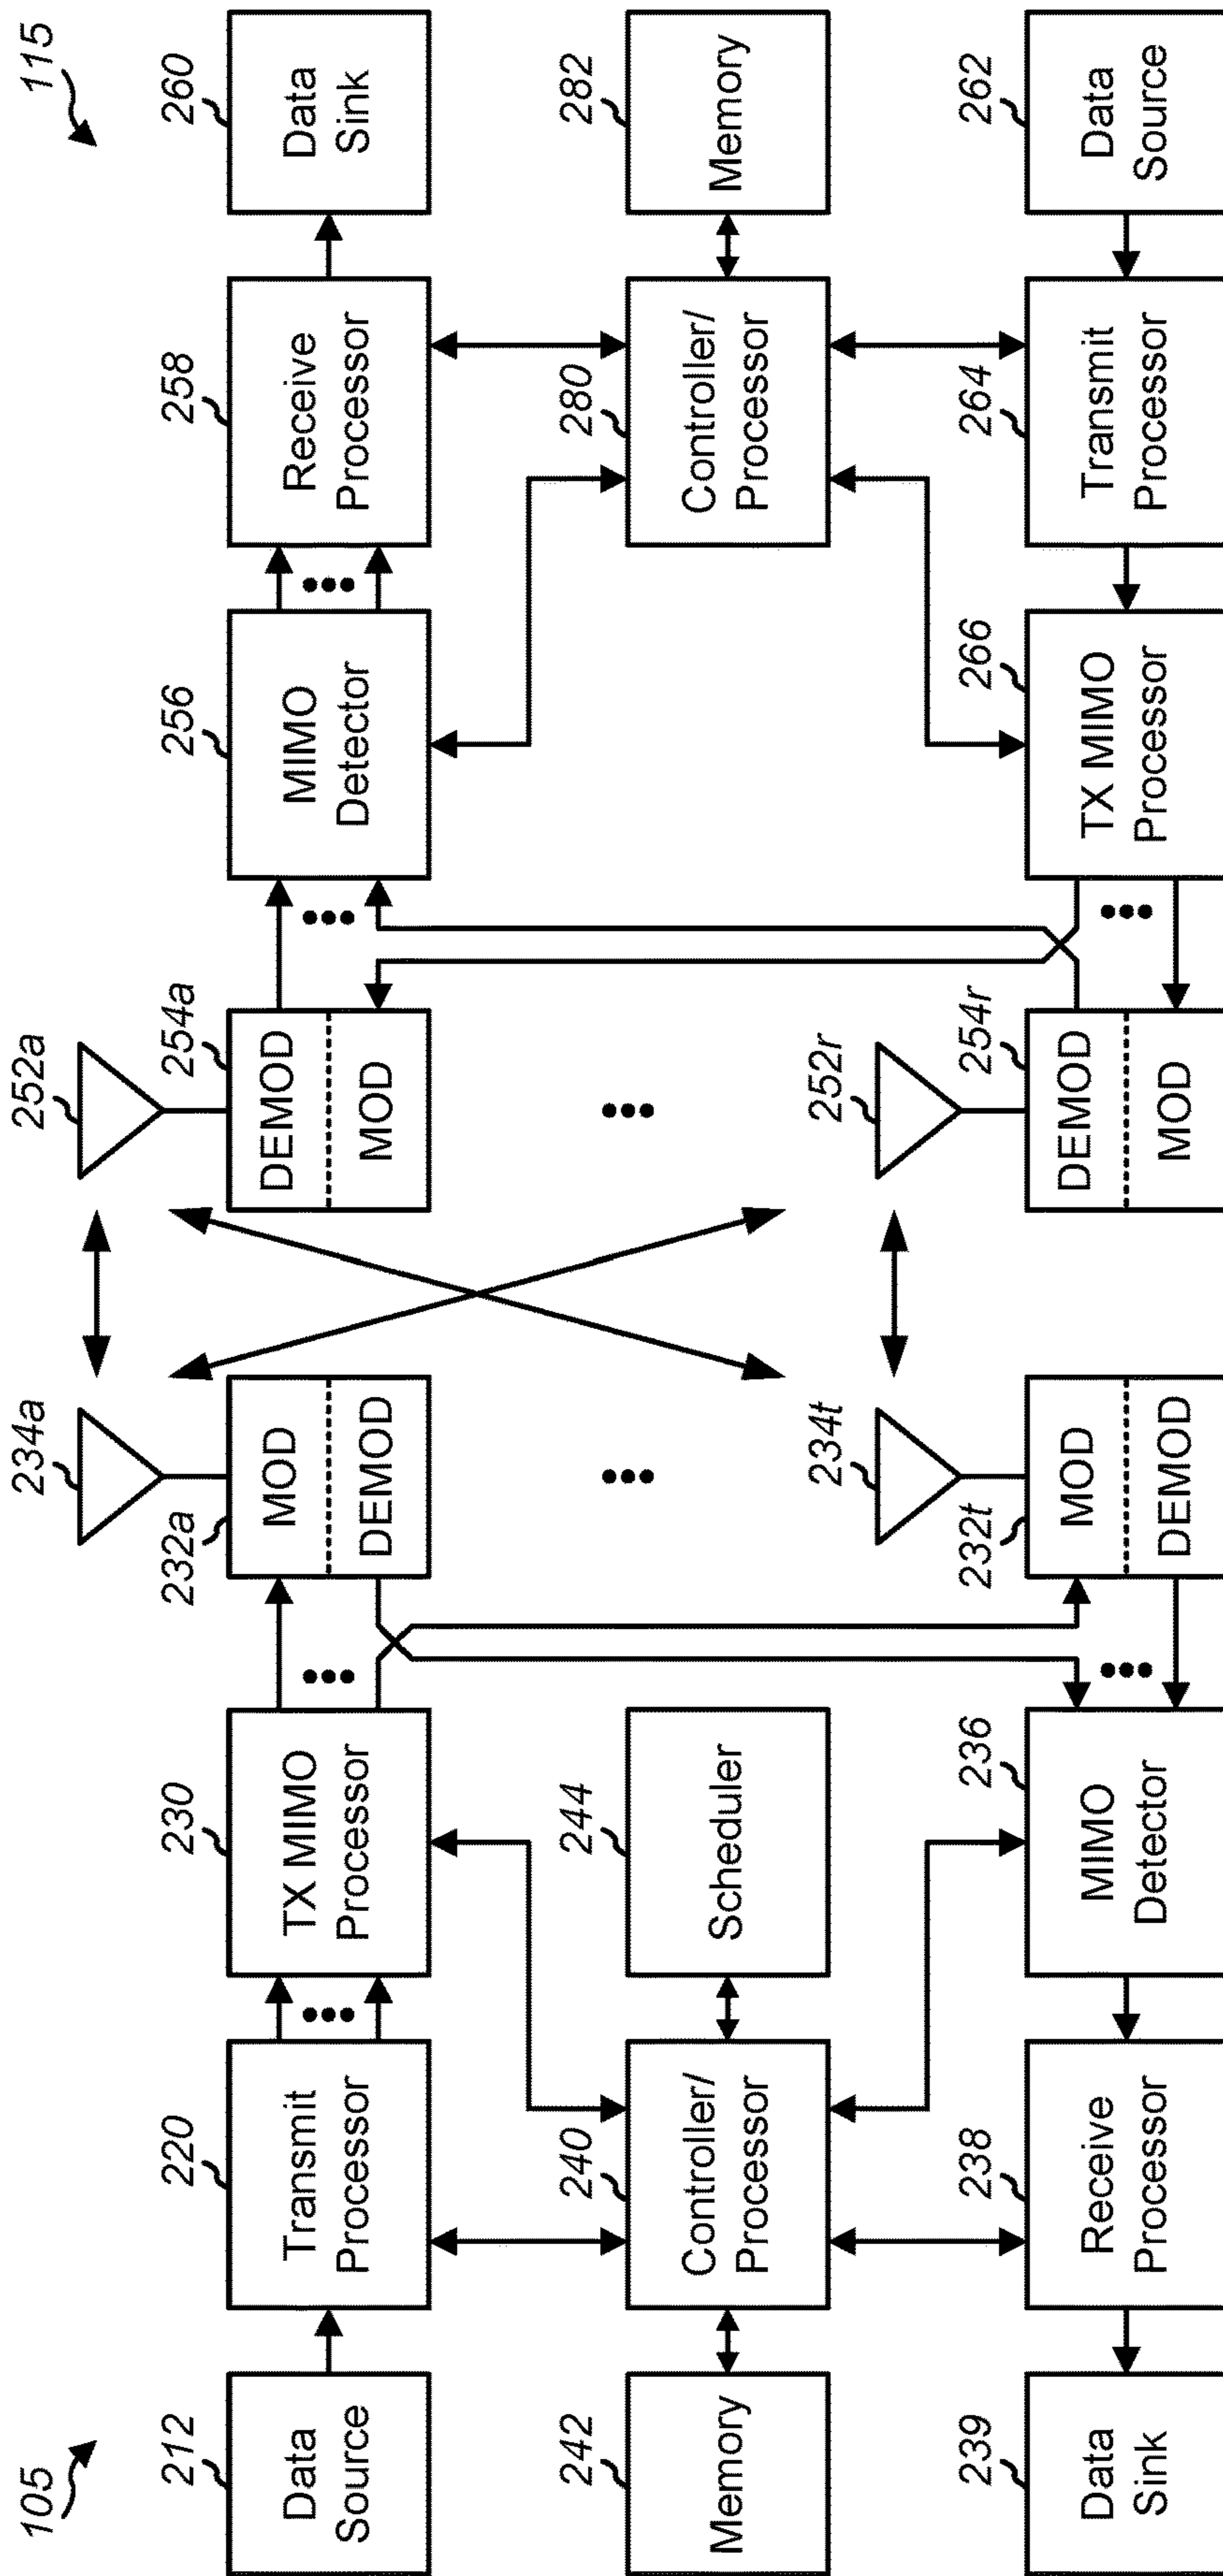 105
115
234a
252a
212
220
230
232a
254a
256
258
260
Data
Source
Transmit
Processor
TX MIMO
Processor
MOD
DEMOD
DEMOD
MOD
MIMO
Detector
Receive
Processor
Data
Sink
242
240
244
280
282
Memory
Controller/
Processor
Scheduler
Controller/
Processor
Memory
234t
252r
239
238
236
232t
254r
266
264
262
Data
Sink
Receive
Processor
MIMO
Detector
MOD
DEMOD
DEMOD
MOD
TX MIMO
Processor
Transmit
Processor
Data
Source